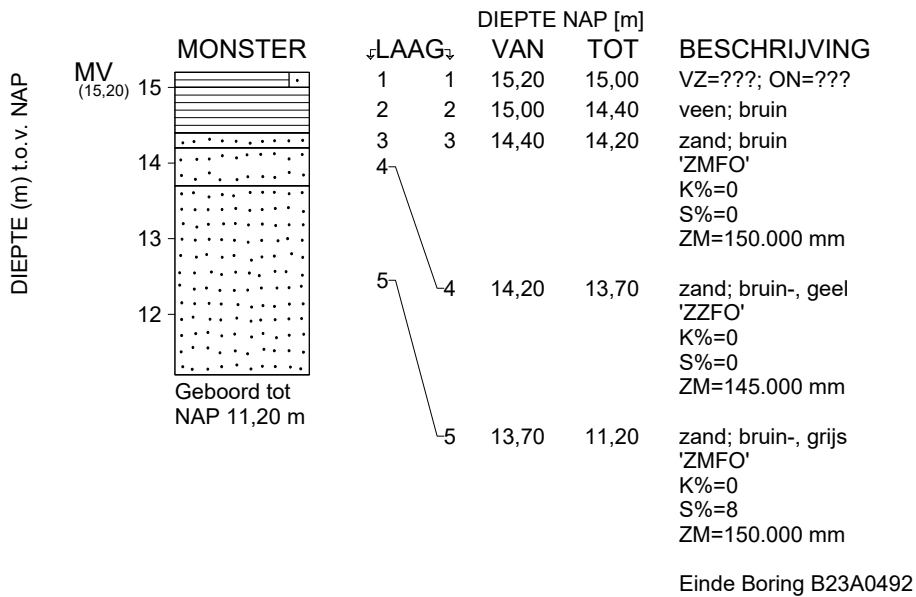 DIEPTE NAP [m]
MONSTER LAAG VAN TOT BESCHRIJVING
MV
(15,20)
15
14
13
12
DIEPTE (m) t.o.v. NAP
1 1 15,20 15,00 VZ=???; ON=???
2 2 15,00 14,40 veen; bruin
3 3 14,40 14,20 zand; bruin
'ZMFO'
K%=0
S%=0
ZM=150.000 mm
4 4 14,20 13,70 zand; bruin-, geel
'ZZFO'
K%=0
S%=0
ZM=145.000 mm
5 5 13,70 11,20 zand; bruin-, grijs
'ZMFO'
K%=0
S%=8
ZM=150.000 mm
Geboord tot
NAP 11,20 m
Einde Boring B23A0492